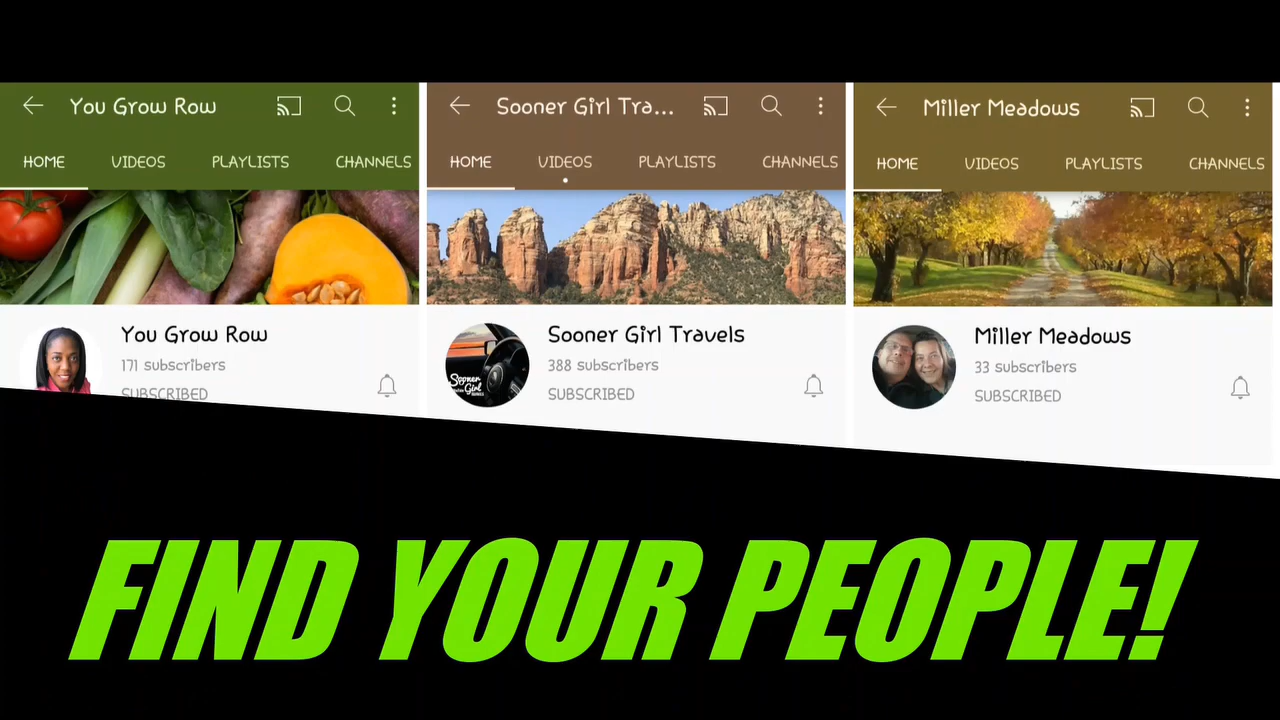 You Grow Row
HOME VIDEOS PLAYLISTS CHANNELS
You Grow Row
171 subscribers
SUBSCRIBED
Sooner Girl Tra...
HOME VIDEOS PLAYLISTS CHANNELS
Sooner Girl Travels
388 subscribers
SUBSCRIBED
Sooner
Girl
Miller Meadows
HOME VIDEOS PLAYLISTS CHANNELS
Miller Meadows
33 subscribers
SUBSCRIBED
FIND YOUR PEOPLE!